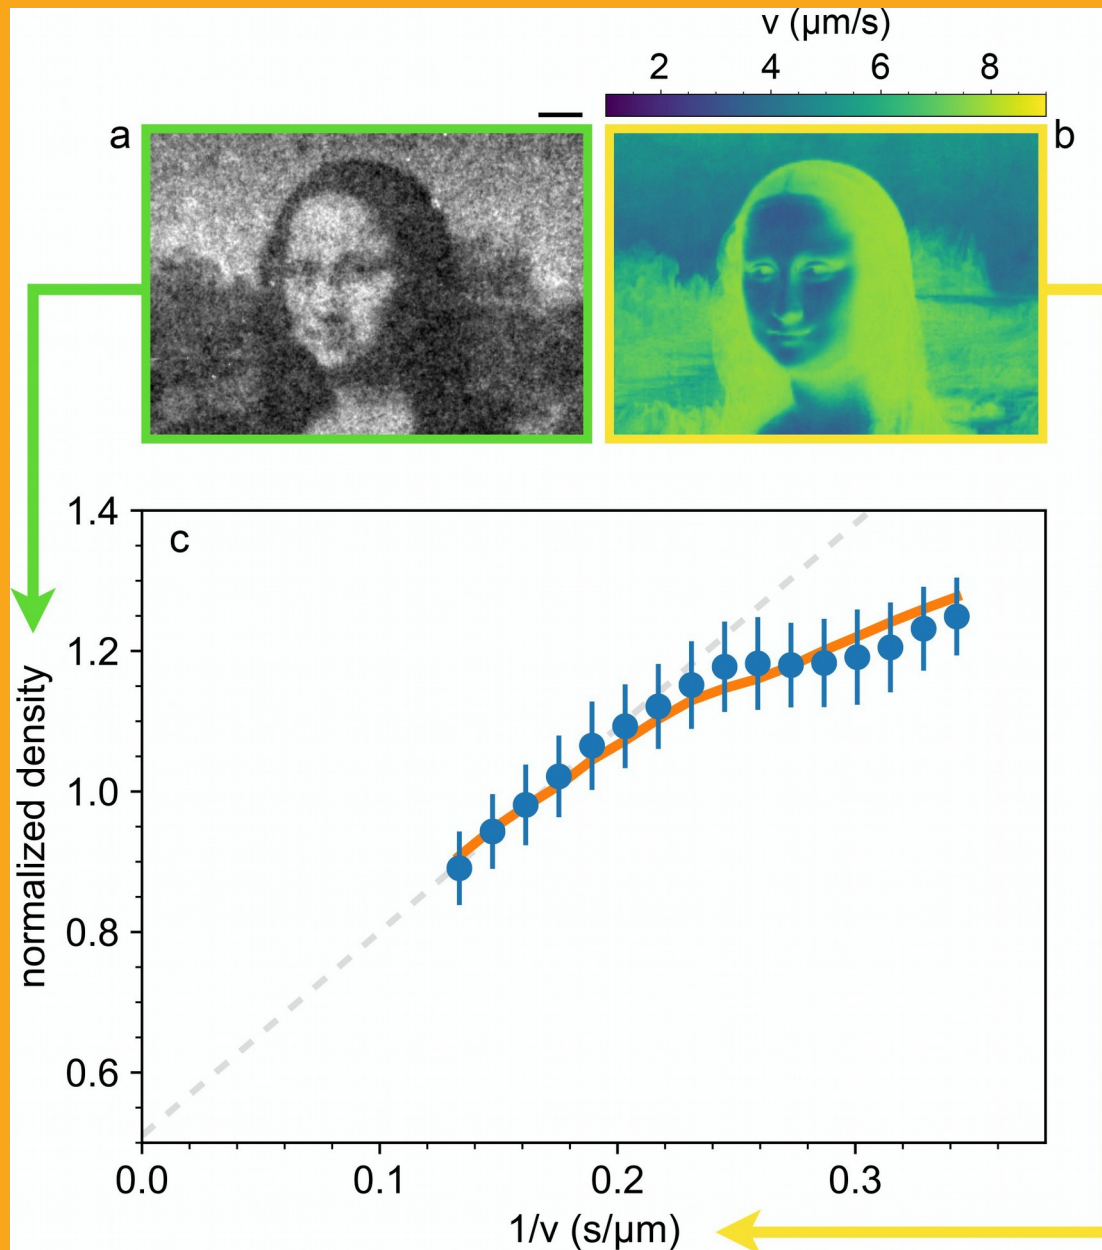 v (μm/s)
2 4 6 8
a
b
1.4
c
1.2
1.0
0.8
0.6
normalized density
0.0 0.1 0.2 0.3
1/v (s/μm)